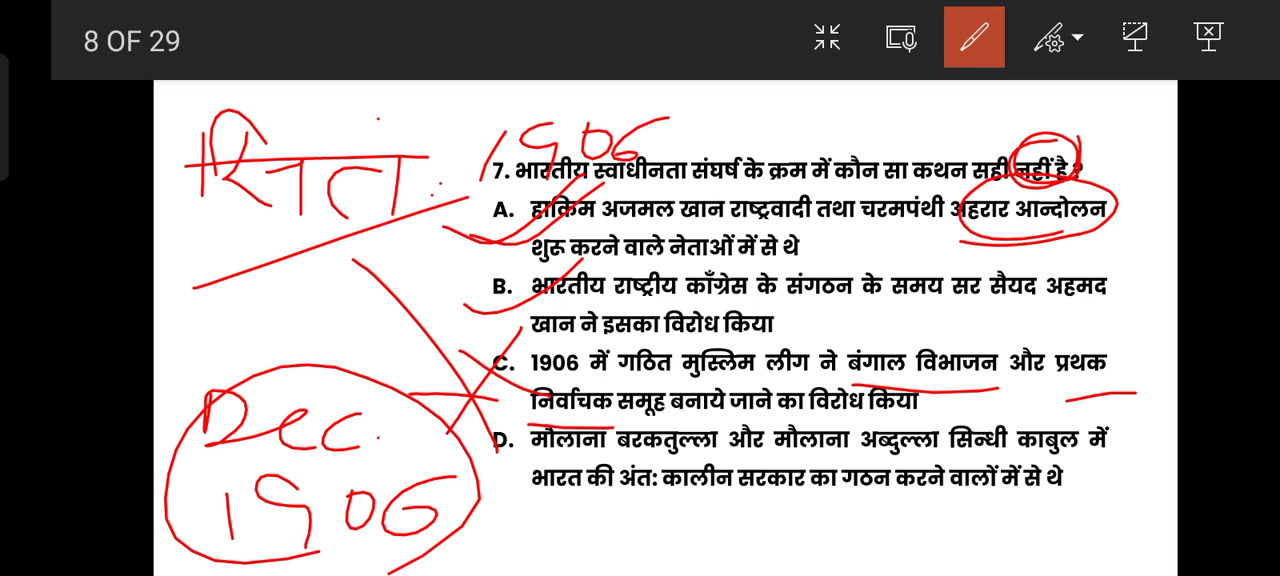 8 OF 29
1906
7. भारतीय स्वाधीनता संघर्ष के क्रम में कौन सा कथन सही नहीं है ?
A. हाकिम अजमल खान राष्ट्रवादी तथा चरमपंथी अहरार आन्दोलन
शुरू करने वाले नेताओं में से थे
B. भारतीय राष्ट्रीय काँग्रेस के संगठन के समय सर सैयद अहमद
खान ने इसका विरोध किया
C. 1906 में गठित मुस्लिम लीग ने बंगाल विभाजन और प्रथक
निर्वाचक समूह बनाये जाने का विरोध किया
D. मौलाना बरकतुल्ला और मौलाना अब्दुल्ला सिन्धी काबुल में
भारत की अंत: कालीन सरकार का गठन करने वालों में से थे
Dec
1906